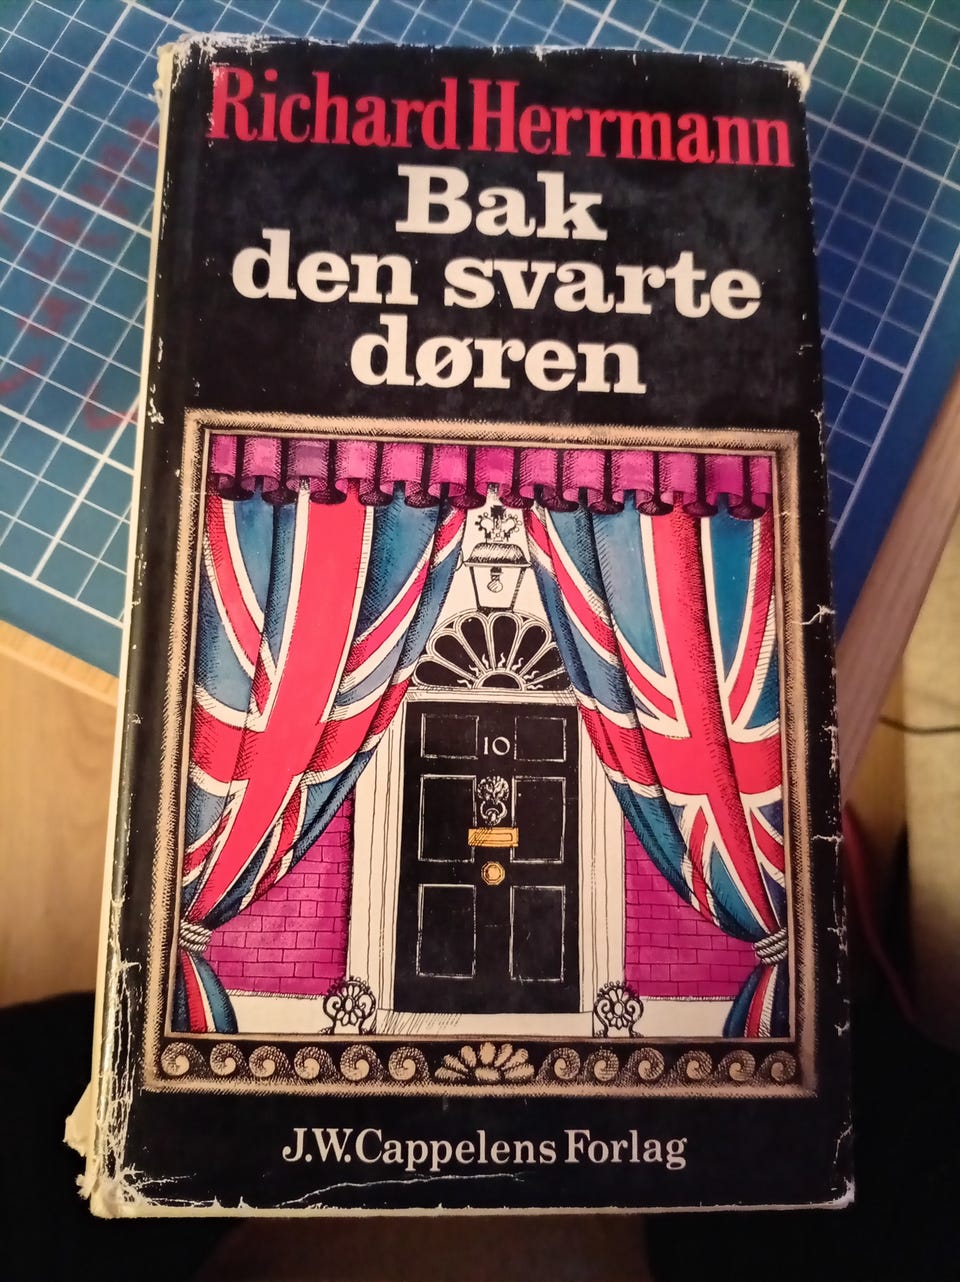 Richard Herrmann
Bak
den svarte
døren
10
J.W. Cappelens Forlag